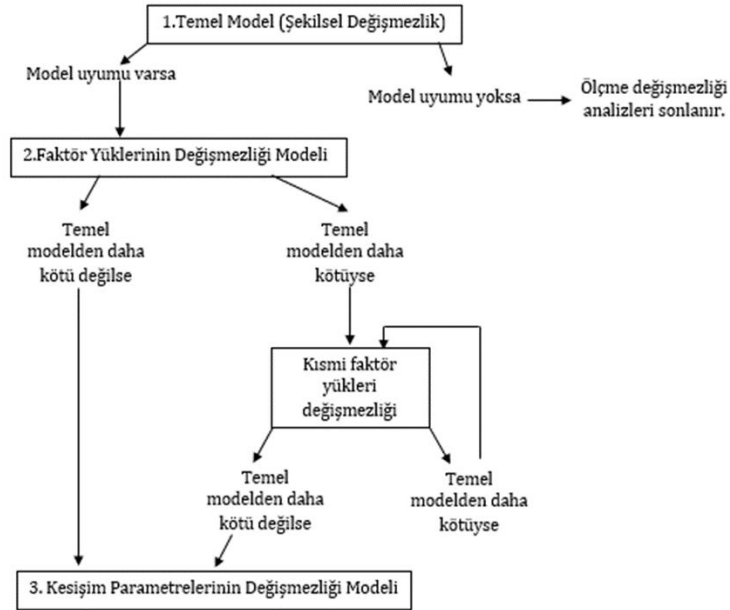 1.Temel Model (Şekilsel Değişmezlik)
Model uyumu varsa
Model uyumu yoksa
Ölçme değişmezliği
analizleri sonlanır.
2.Faktör Yüklerinin Değişmezliği Modeli
Temel
modelden daha
kötü değilse
Temel
modelden daha
kötüyse
Kısmi faktör
yükleri
değişmezliği
Temel
modelden daha
kötü değilse
Temel
modelden daha
kötüyse
3. Kesişim Parametrelerinin Değişmezliği Modeli